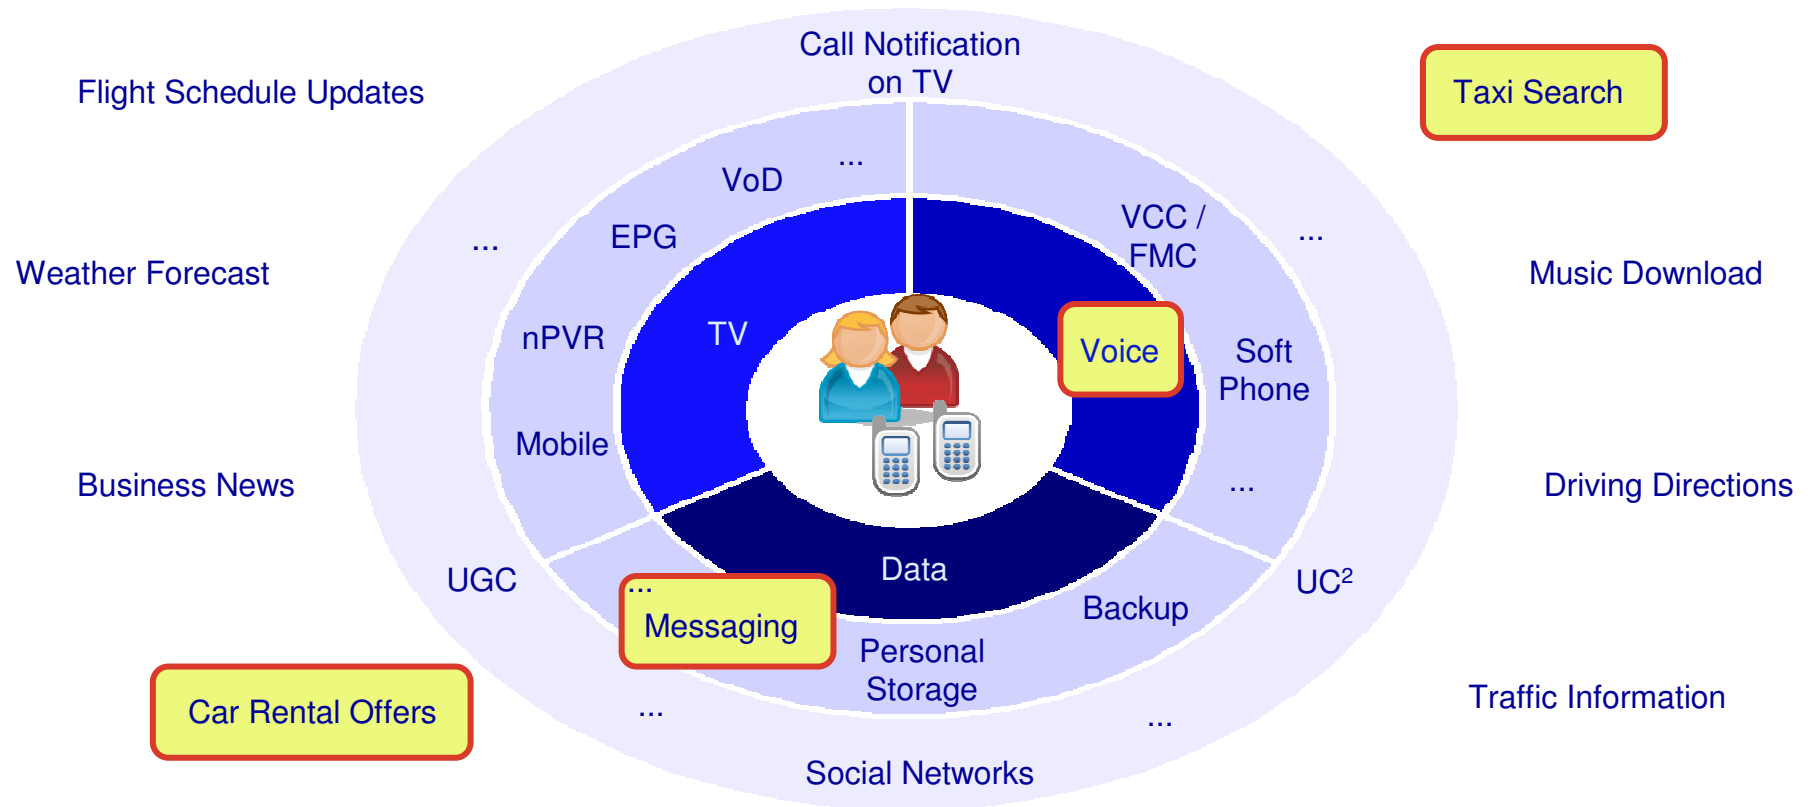 Call Notification
on TV
Flight Schedule Updates
Taxi Search
...
VoD
VCC /
FMC
EPG
...
...
Weather Forecast
Music Download
TV
nPVR
Voice
Soft
Phone
Mobile
Business News
...
Driving Directions
Data
UGC
...
UC²
Messaging
Backup
Personal
Storage
Car Rental Offers
...
...
Traffic Information
Social Networks